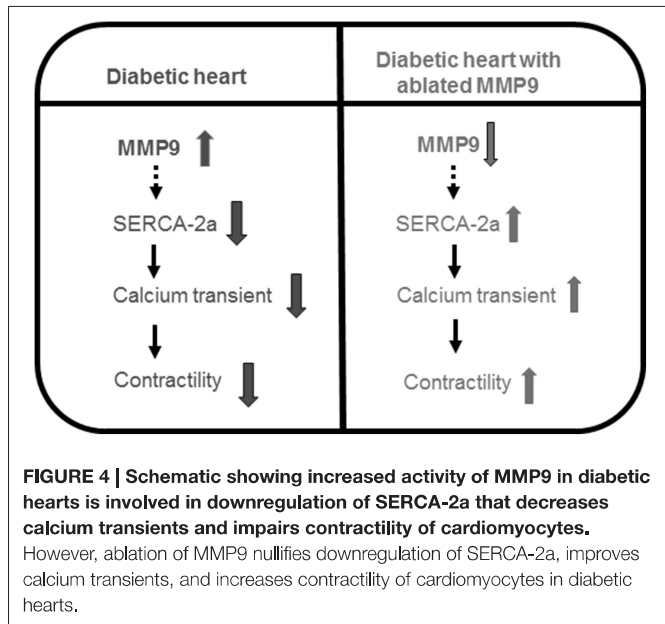 Diabetic heart
MMP9
SERCA-2a
Calcium transient
Contractility
Diabetic heart with
ablated MMP9
MMP9
SERCA-2a
Calcium transient
Contractility
FIGURE 4 | Schematic showing increased activity of MMP9 in diabetic
hearts is involved in downregulation of SERCA-2a that decreases
calcium transients and impairs contractility of cardiomyocytes.
However, ablation of MMP9 nullifies downregulation of SERCA-2a, improves
calcium transients, and increases contractility of cardiomyocytes in diabetic
hearts.